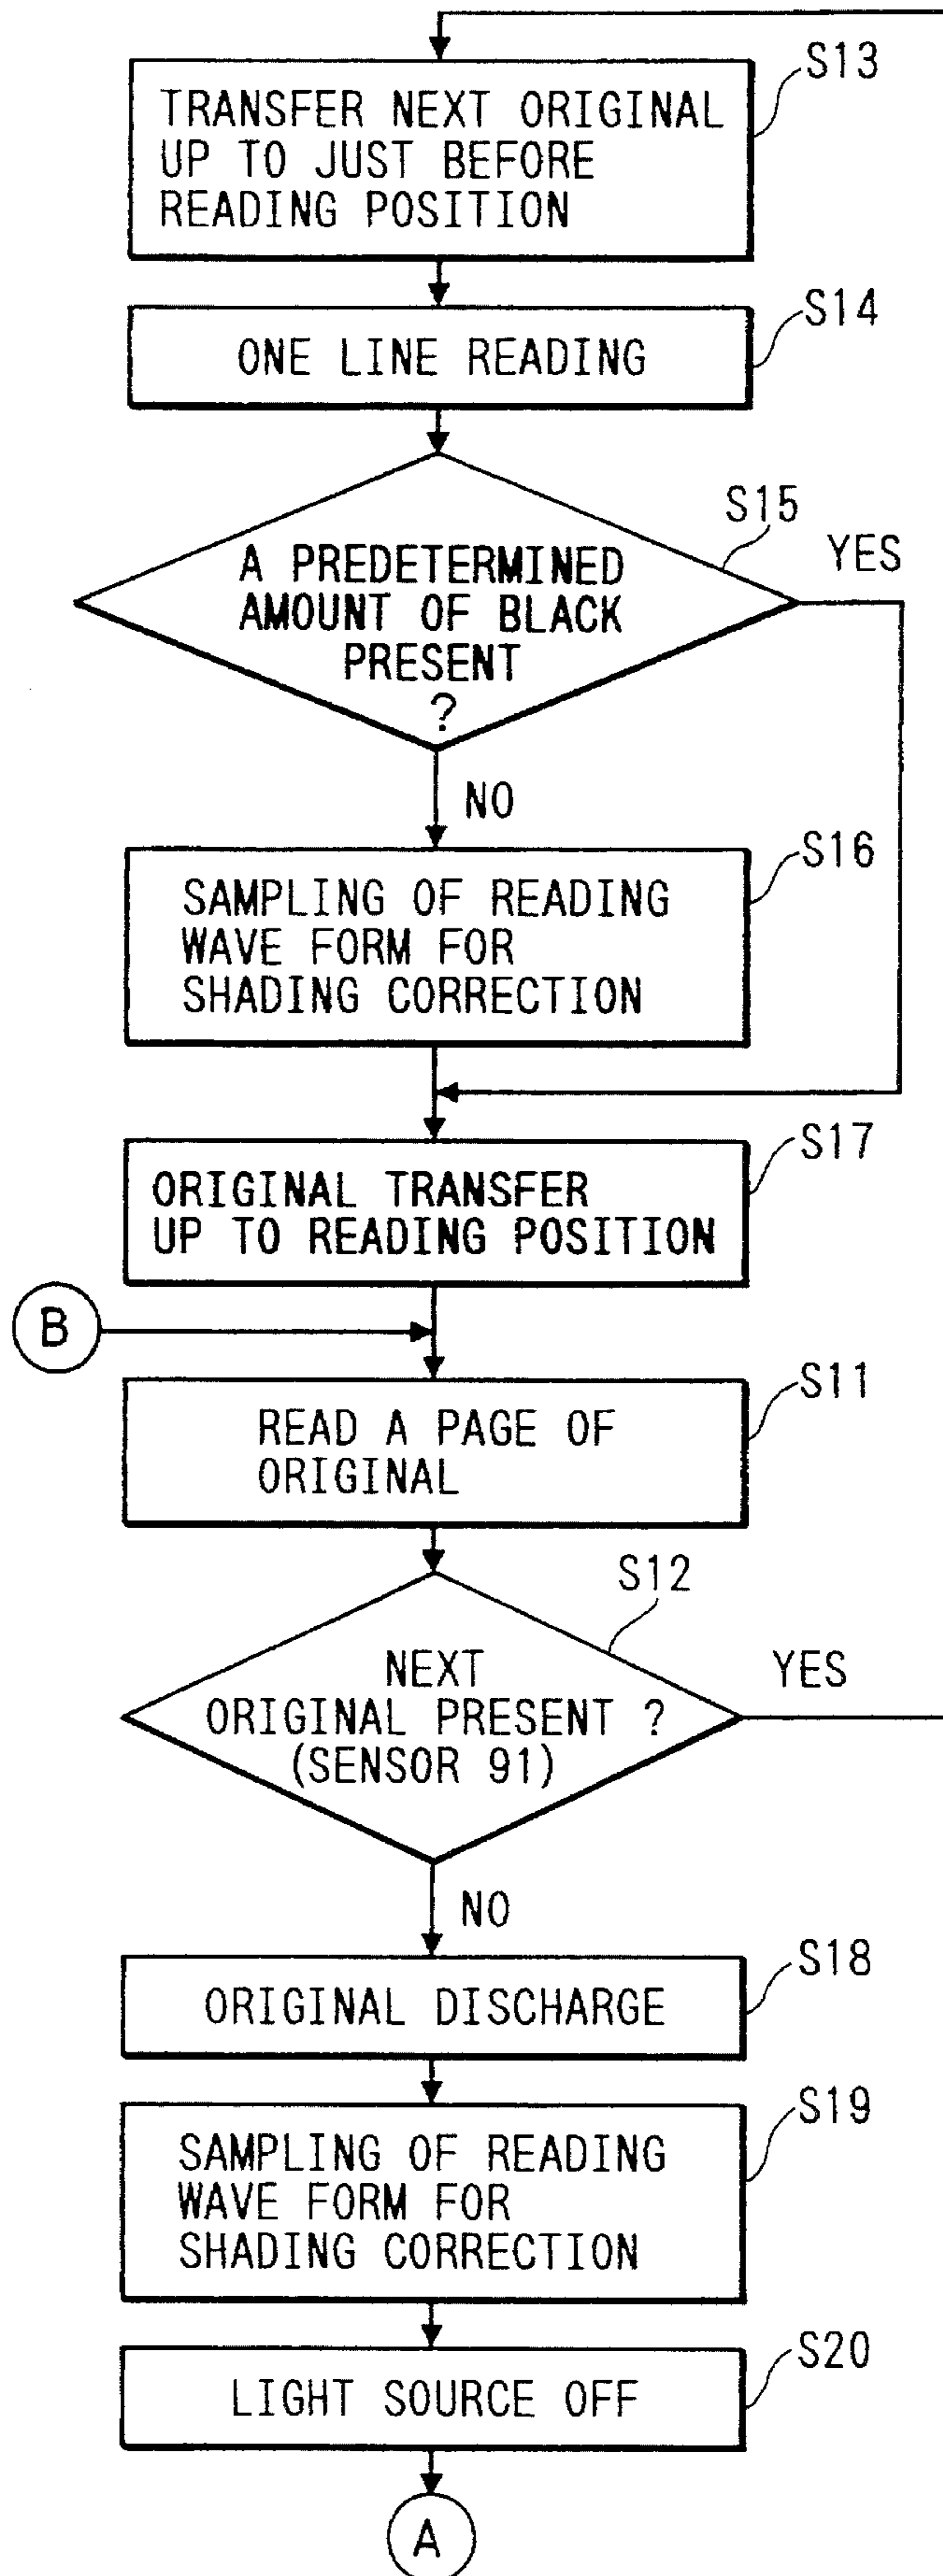 S13
TRANSFER NEXT ORIGINAL
UP TO JUST BEFORE
READING POSITION
S14
ONE LINE READING
S15
YES
A PREDETERMINED
AMOUNT OF BLACK
PRESENT
?
NO
S16
SAMPLING OF READING
WAVE FORM FOR
SHADING CORRECTION
S17
ORIGINAL TRANSFER
UP TO READING POSITION
B
S11
READ A PAGE OF
ORIGINAL
S12
YES
NEXT
ORIGINAL PRESENT ?
(SENSOR 91)
NO
S18
ORIGINAL DISCHARGE
S19
SAMPLING OF READING
WAVE FORM FOR
SHADING CORRECTION
S20
LIGHT SOURCE OFF
A